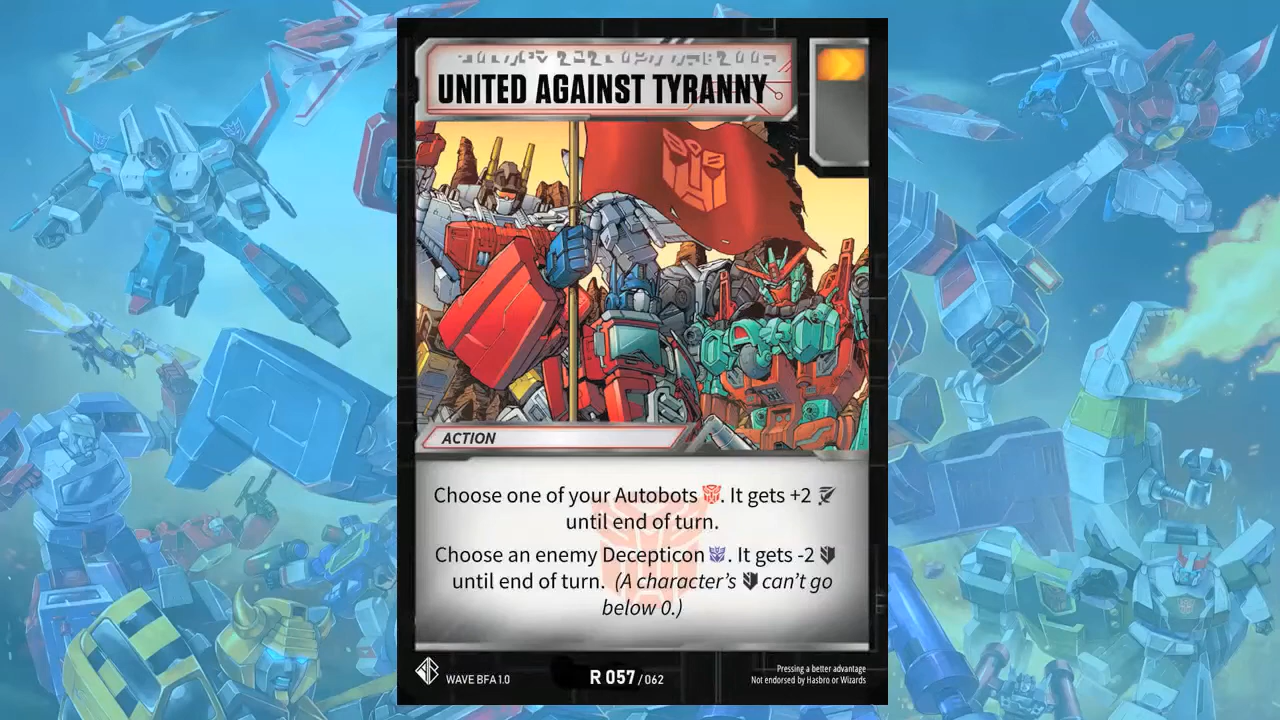 UNITED AGAINST TYRANNY
ACTION
Choose one of your Autobots. It gets +2
until end of turn.
Choose an enemy Decepticon. It gets -2
until end of turn. (A character's can't go
below 0.)
WAVE BFA 1.0
R 057/062
Pressing a better advantage
Not endorsed by Hasbro or Wizards